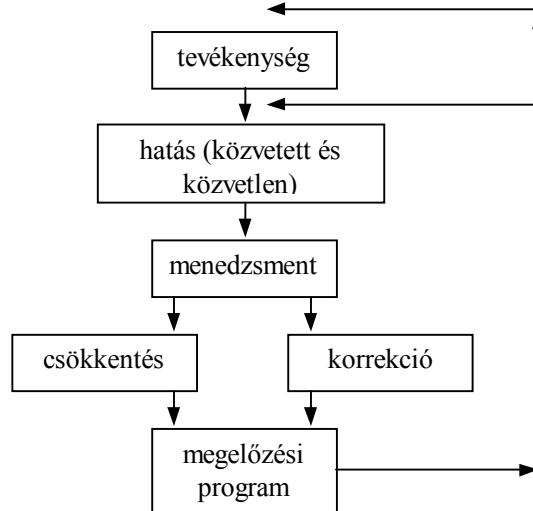 tevékenység
hatás (közvetett és
közvetlen)
menedzsment
csökkentés
korrekció
megelőzési
program